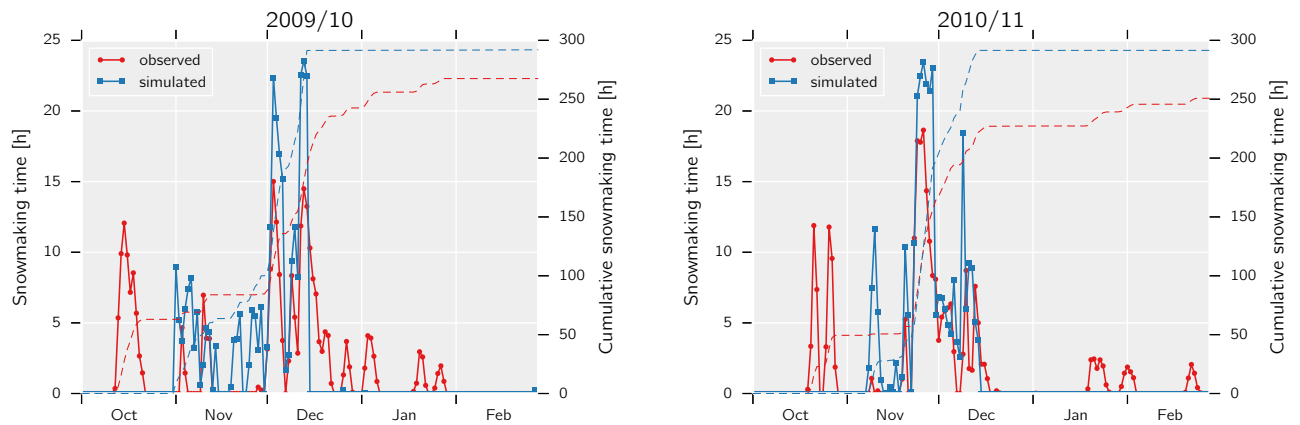 2009/10
25
20
15
10
5
0
Snowmaking time [h]
observed
simulated
300
250
200
150
100
50
0
Cumulative snowmaking time [h]
Oct Nov Dec Jan Feb
2010/11
25
20
15
10
5
0
Snowmaking time [h]
observed
simulated
300
250
200
150
100
50
0
Cumulative snowmaking time [h]
Oct Nov Dec Jan Feb